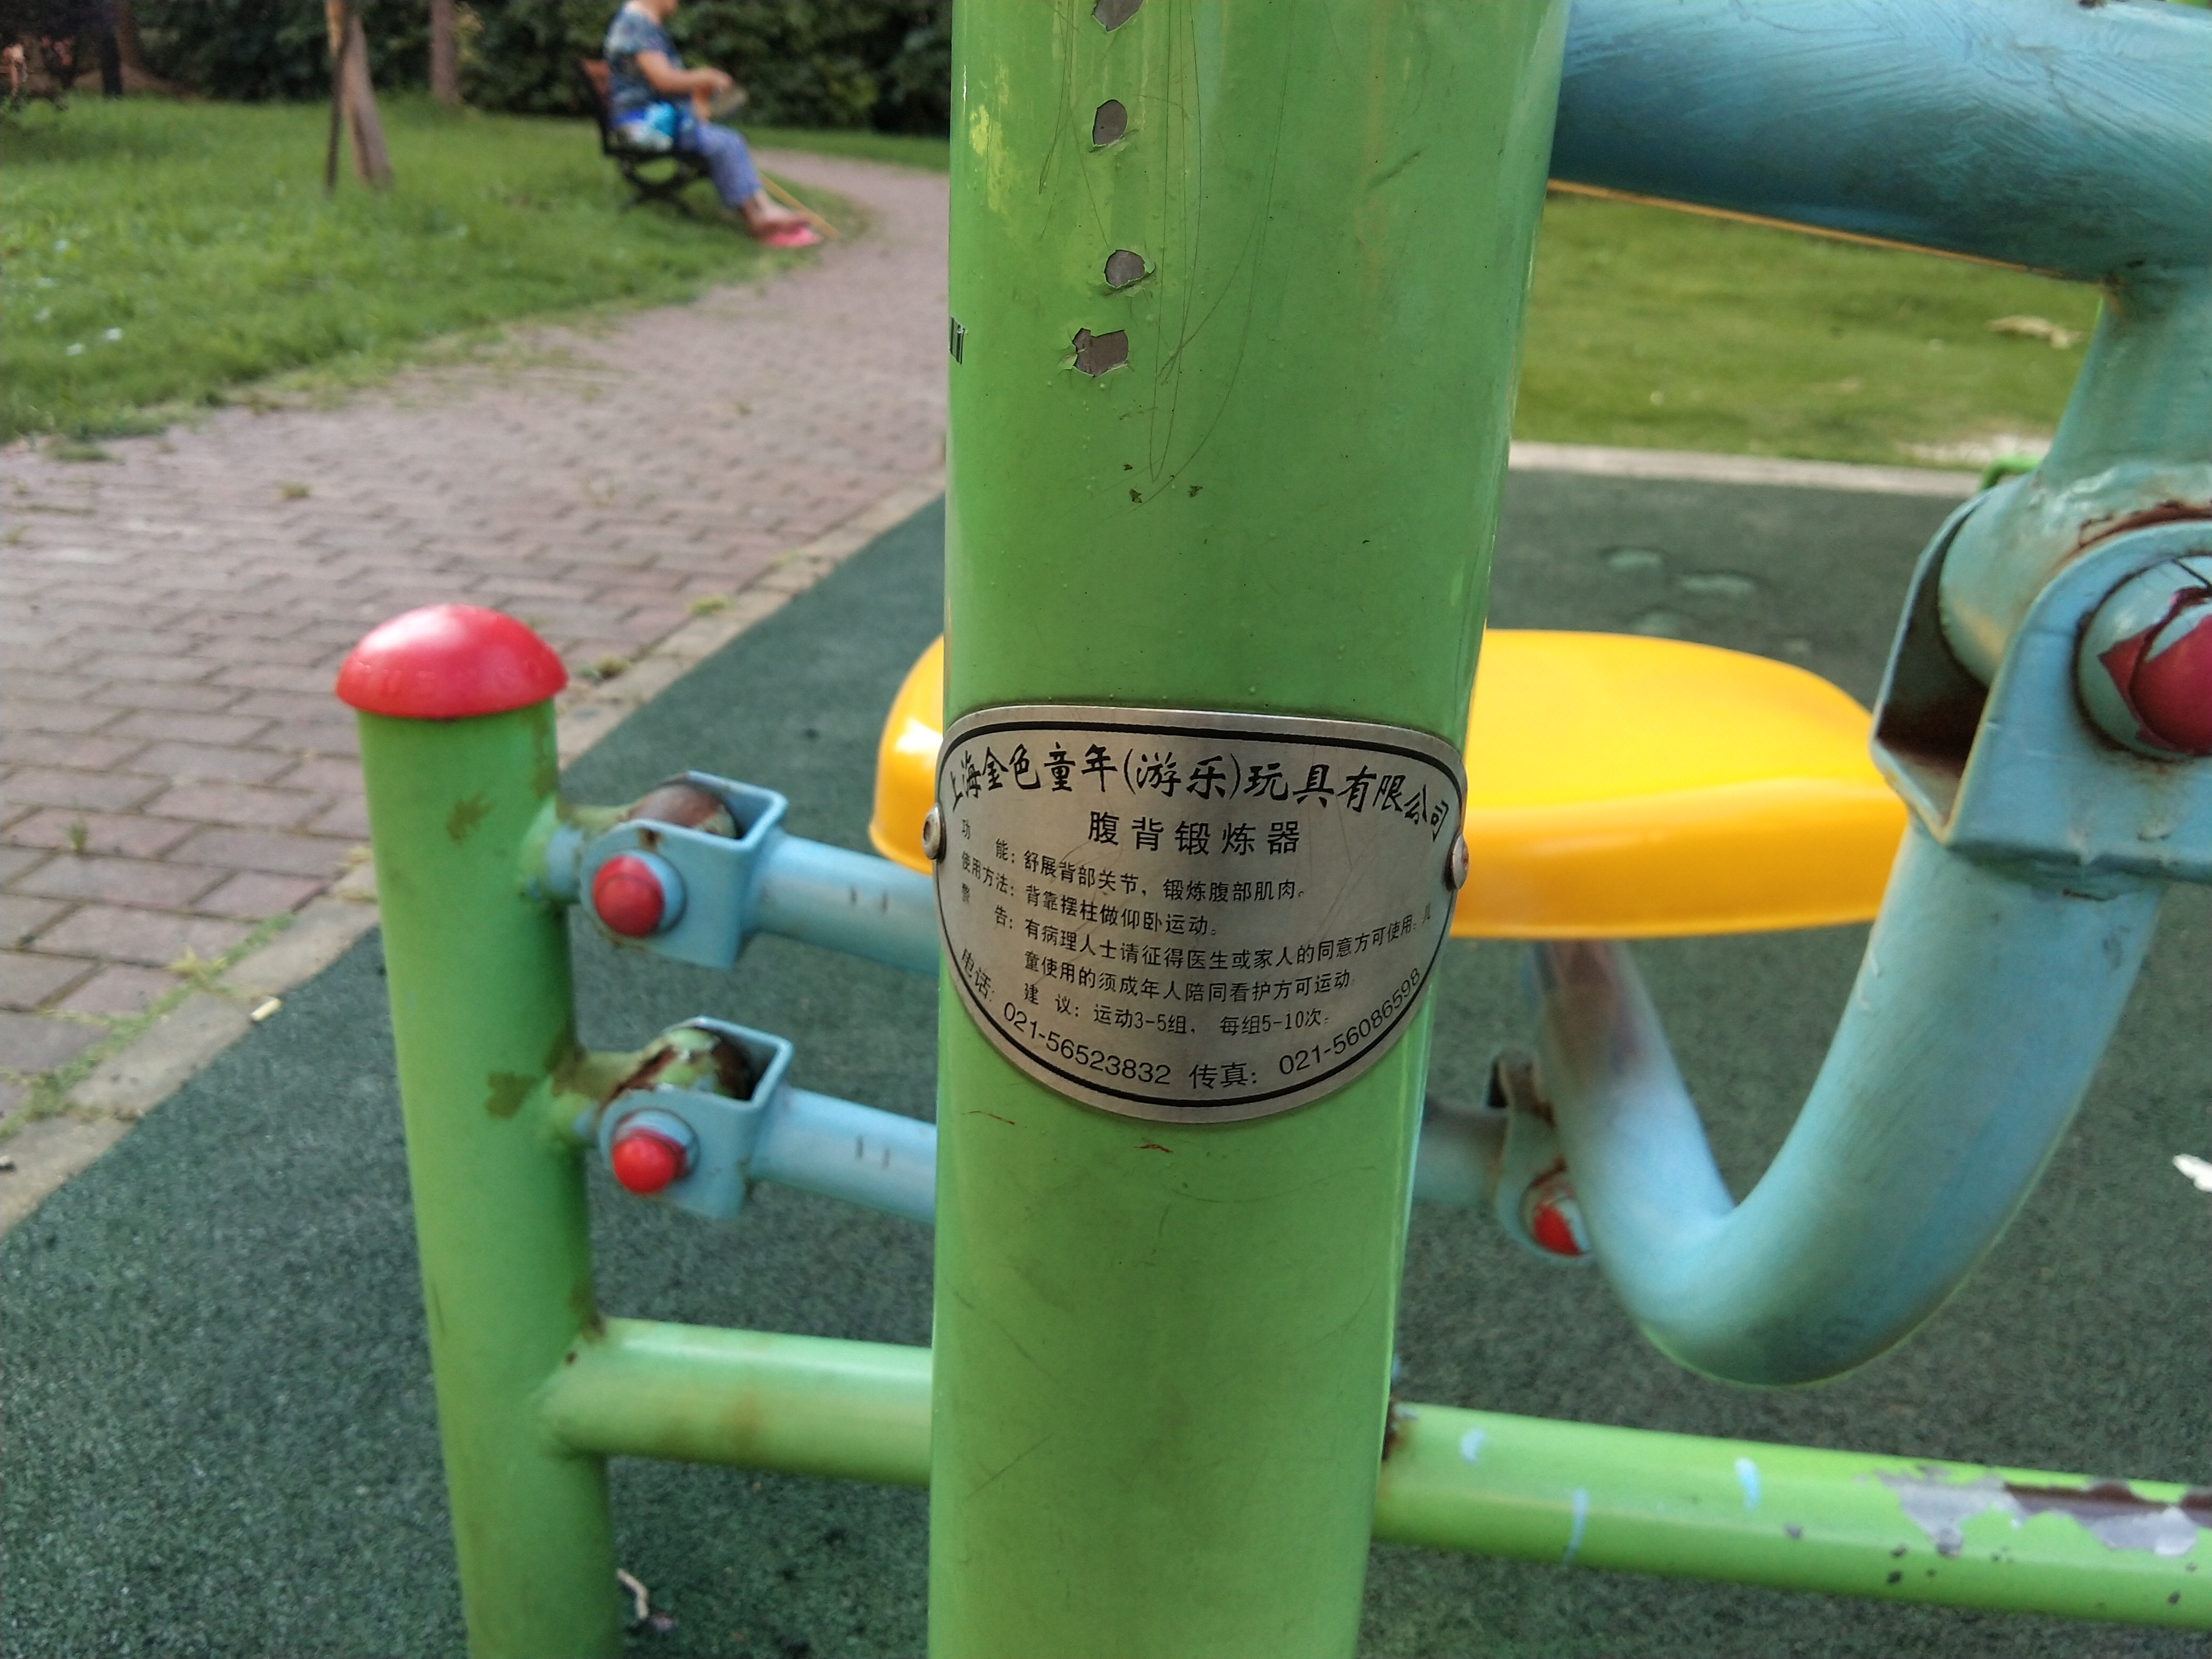 上海金色童年(游乐)玩具有限公司
腹背锻炼器
功 能：舒展背部关节，锻炼腹部肌肉。
使用方法：背靠摆柱做仰卧运动。
警 告：有病理人士请征得医生或家人的同意方可使用。儿
童使用的须成年人陪同看护方可运动。
建 议：运动3-5组，每组5-10次。
电话：021-56523832 传真：021-56086598